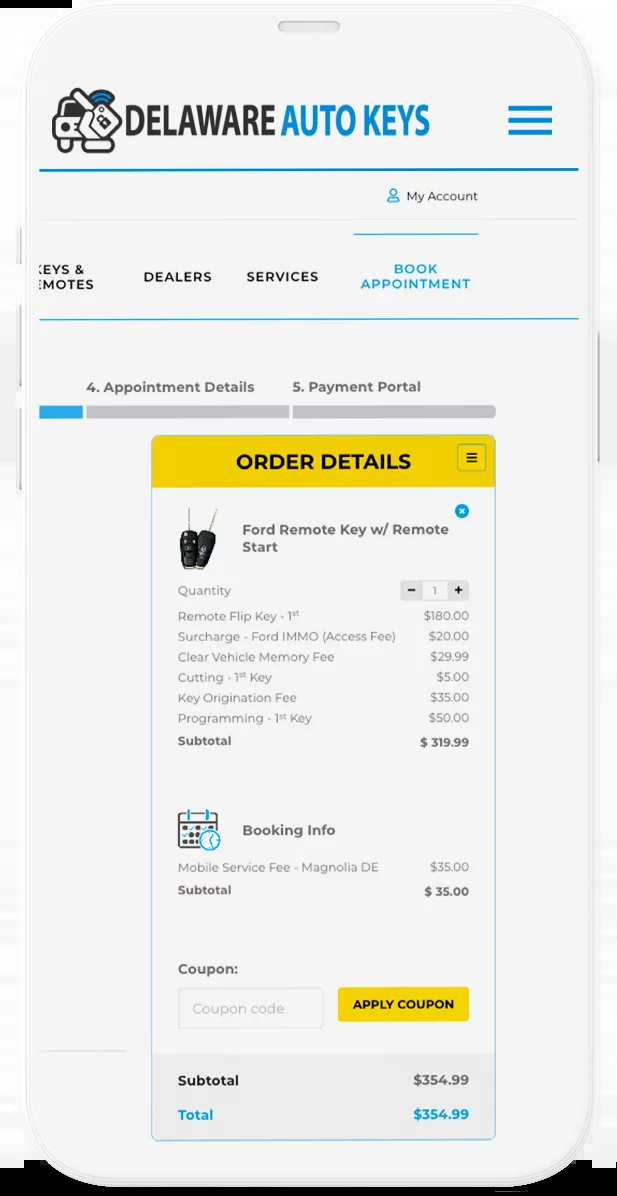 DELAWARE AUTO KEYS
My Account
KEYS &
EMOTES
DEALERS
SERVICES
BOOK
APPOINTMENT
4. Appointment Details
5. Payment Portal
ORDER DETAILS
Ford Remote Key w/ Remote
Start
Quantity - 1 +
Remote Flip Key - 1st $180.00
Surcharge - Ford IMMO (Access Fee) $20.00
Clear Vehicle Memory Fee $29.99
Cutting - 1st Key $5.00
Key Origination Fee $35.00
Programming - 1st Key $50.00
Subtotal $ 319.99
Booking Info
Mobile Service Fee - Magnolia DE $35.00
Subtotal $ 35.00
Coupon:
Coupon code
APPLY COUPON
Subtotal $354.99
Total $354.99